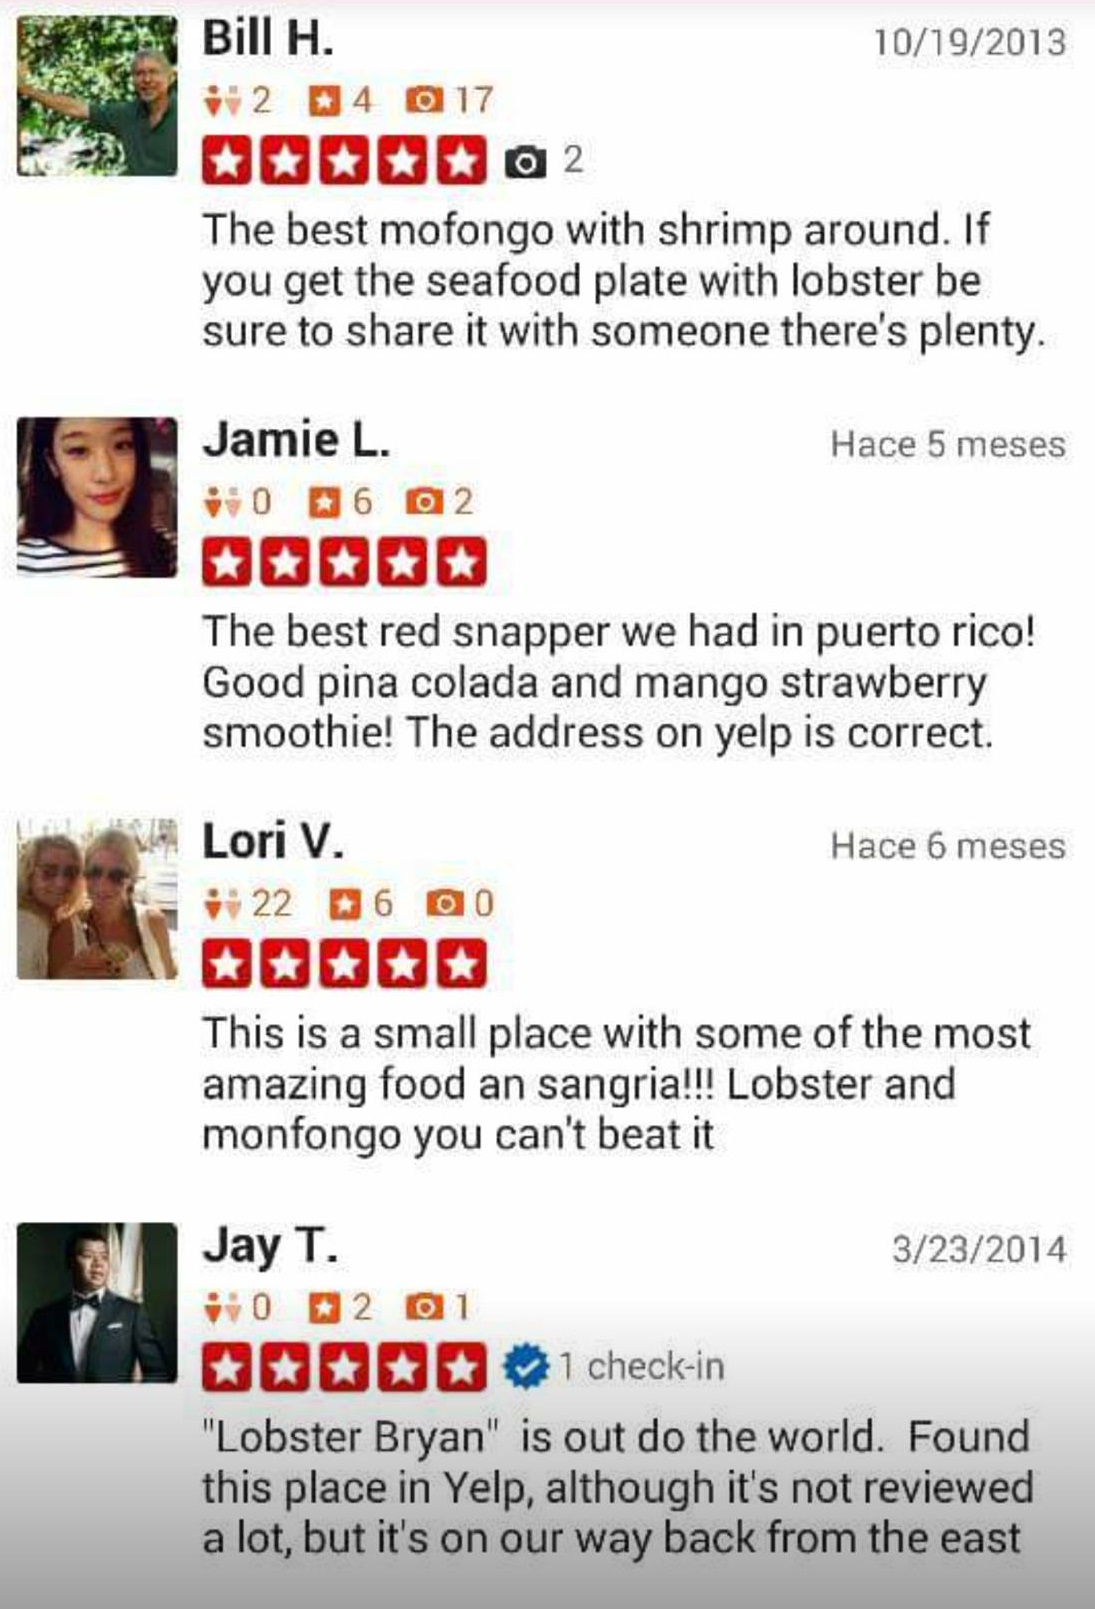 Bill H. 10/19/2013
2 4 17
2
The best mofongo with shrimp around. If
you get the seafood plate with lobster be
sure to share it with someone there's plenty.
Jamie L. Hace 5 meses
0 6 2
The best red snapper we had in puerto rico!
Good pina colada and mango strawberry
smoothie! The address on yelp is correct.
Lori V. Hace 6 meses
22 6 0
This is a small place with some of the most
amazing food an sangria!!! Lobster and
monfongo you can't beat it
Jay T. 3/23/2014
0 2 1
1 check-in
"Lobster Bryan"  is out do the world.  Found
this place in Yelp, although it's not reviewed
a lot, but it's on our way back from the east